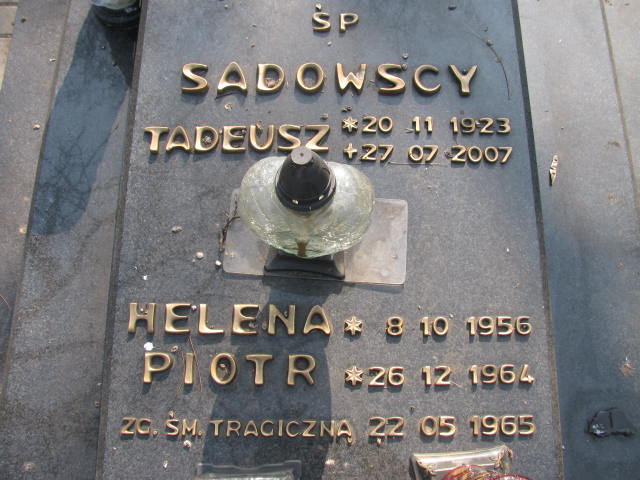 ŚP
SADOWSCY
TADEUSZ * 20 11 1923
+ 27 07 2007
HELENA * 8 10 1956
PIOTR * 26 12 1964
ZG. ŚM. TRAGICZNĄ 22 05 1965